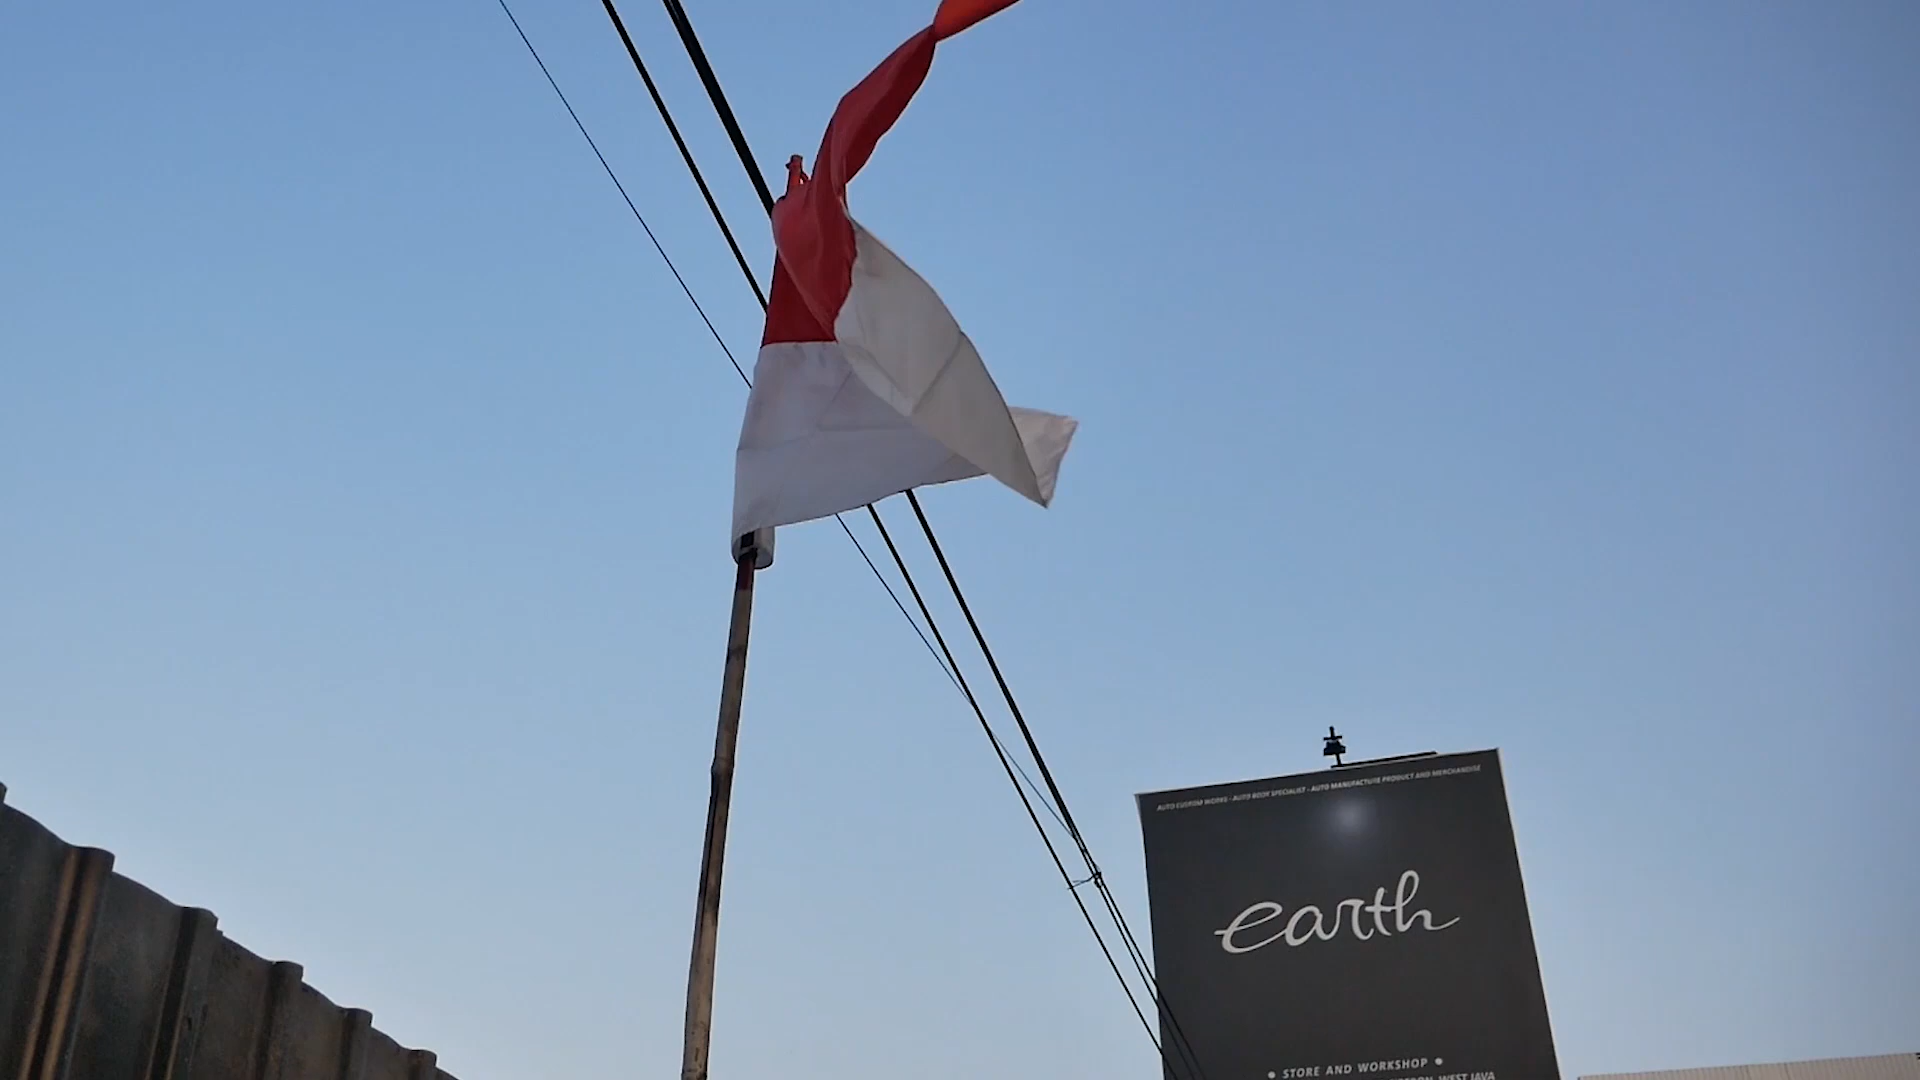 AUTO CUSTOM WORKS - AUTO BODY SPECIALIST - AUTO MANUFACTURE PRODUCT AND MERCHANDISE
earth
• STORE AND WORKSHOP •
WEST JAVA